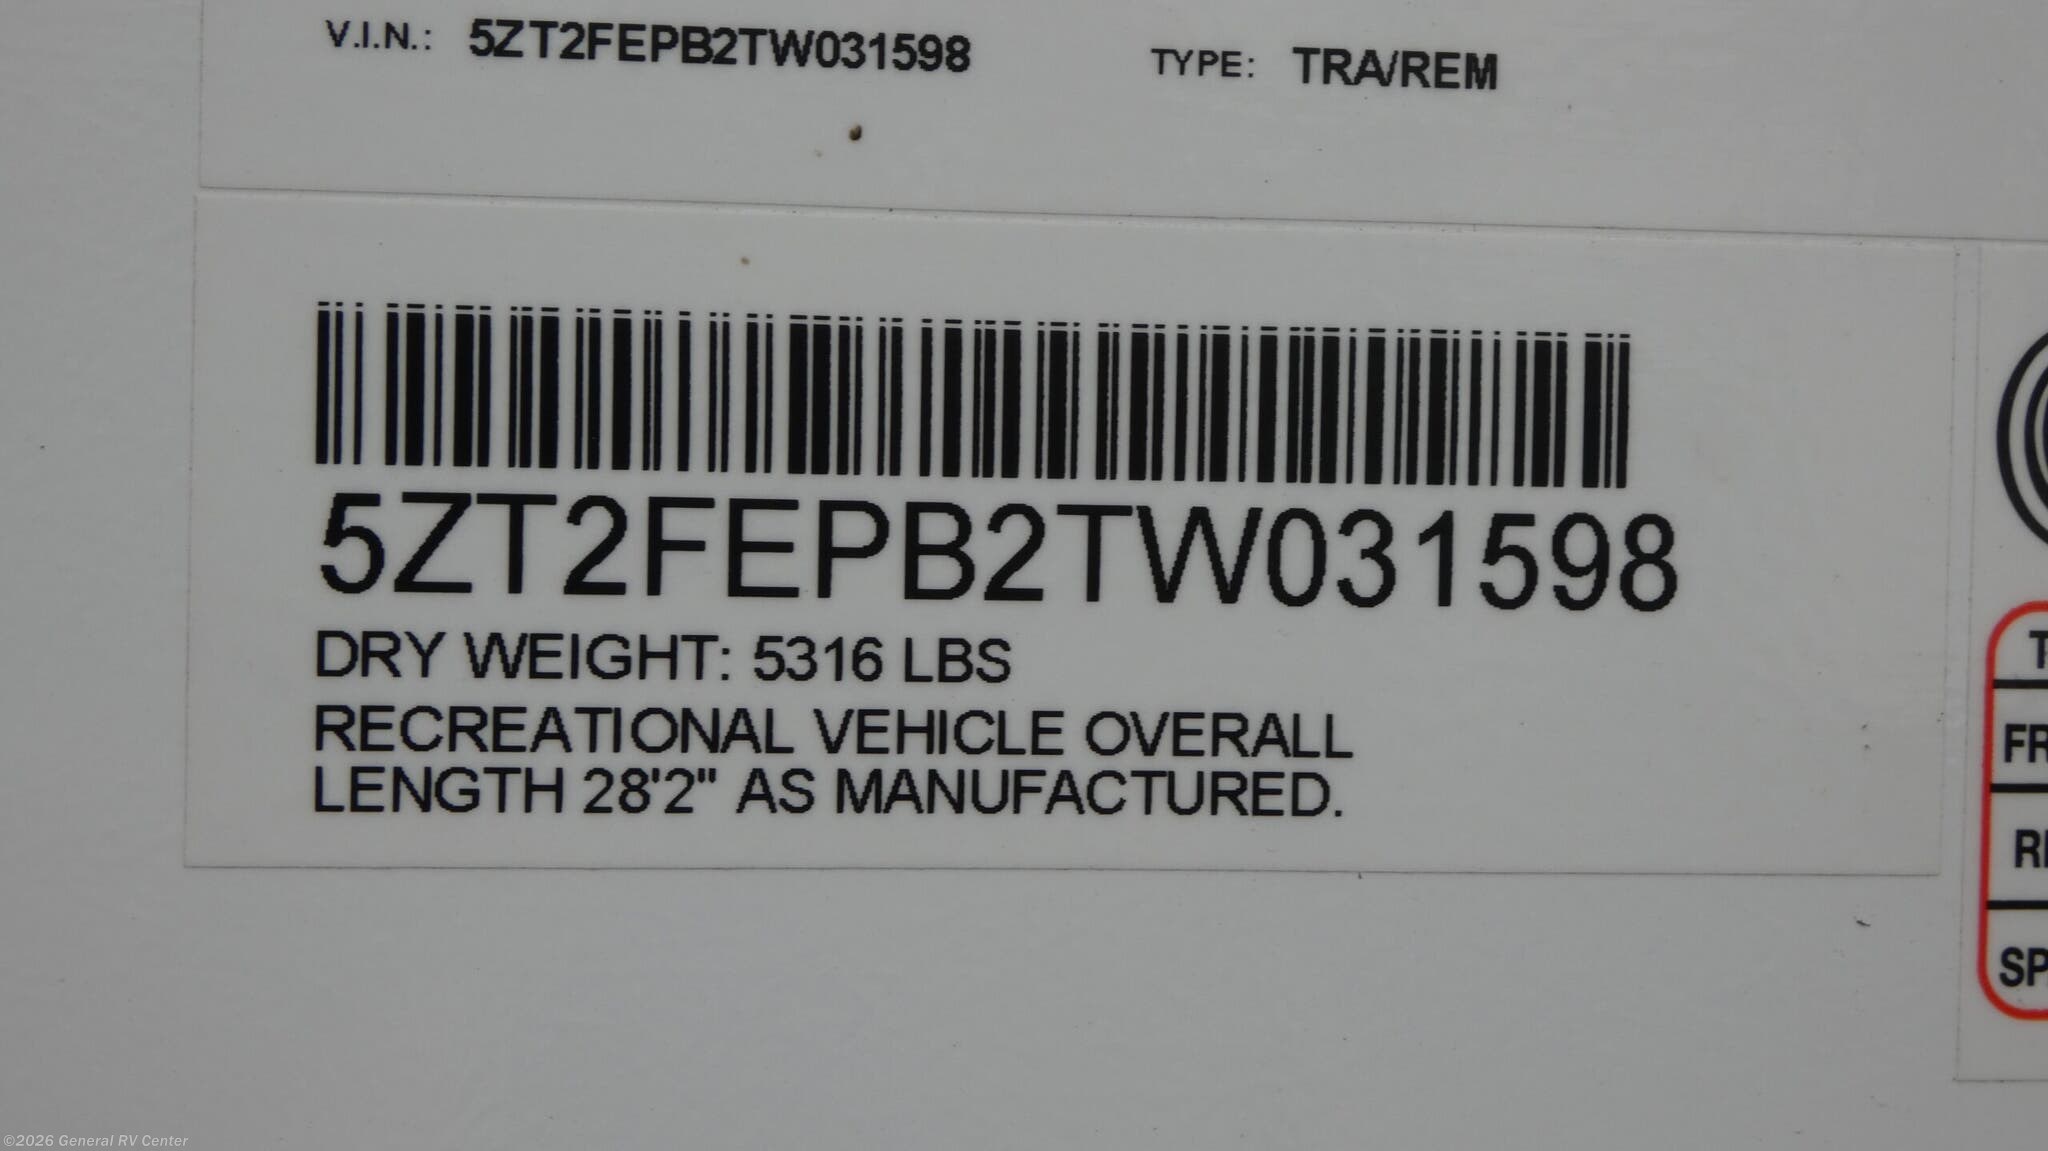 V.I.N.: 5ZT2FEPB2TW031598 TYPE: TRA/REM
5ZT2FEPB2TW031598
DRY WEIGHT: 5316 LBS
RECREATIONAL VEHICLE OVERALL
LENGTH 28'2" AS MANUFACTURED.
©2026 General RV Center